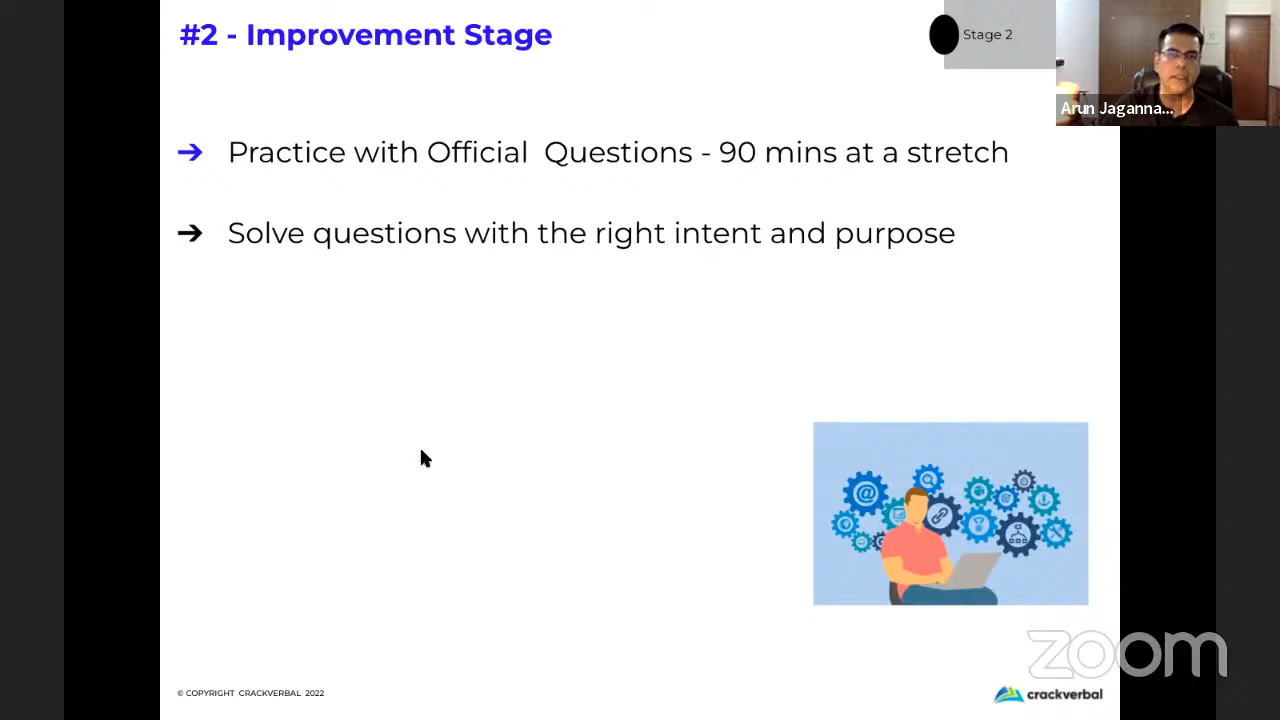 #2 - Improvement Stage
Stage 2
Arun Jaganna...
➔ Practice with Official Questions - 90 mins at a stretch
➔ Solve questions with the right intent and purpose
@
zoom
© COPYRIGHT CRACKVERBAL 2022
crackverbal